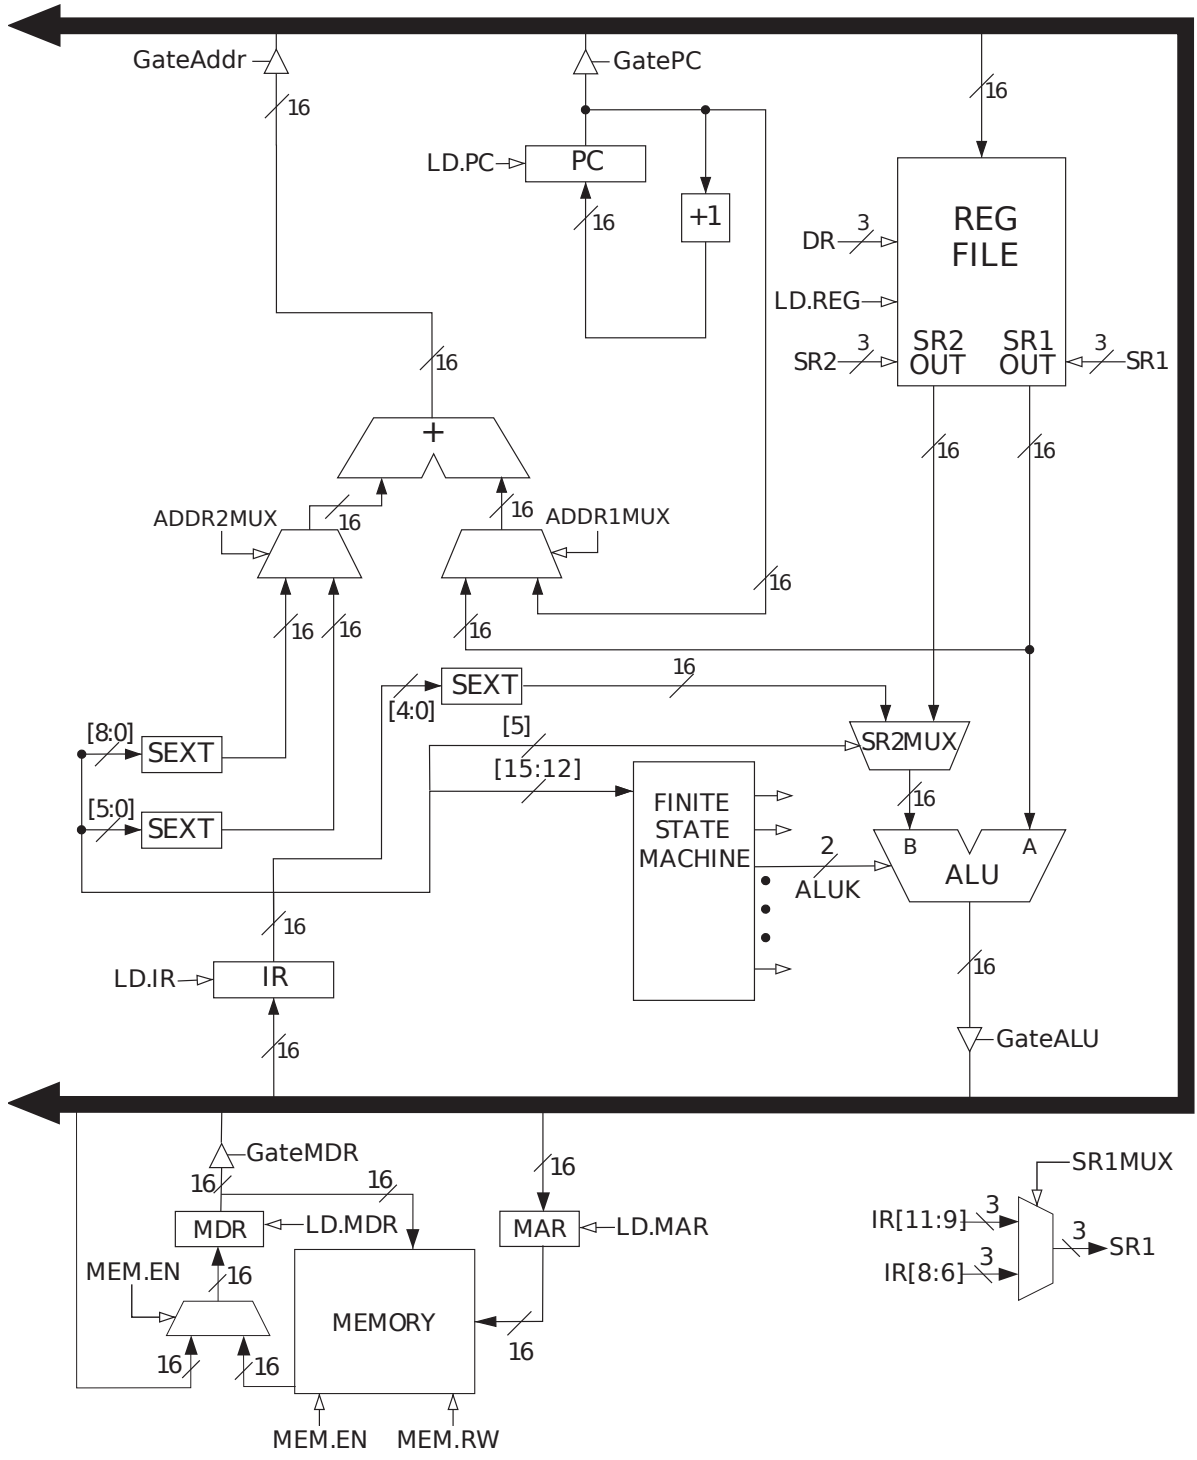 GateAddr
GatePC
16
16
LD.PC
PC
16
+1
REG
FILE
DR
3
LD.REG
SR2
OUT
SR1
OUT
SR2
3
3
SR1
16
+
16
16
ADDR2MUX
16
16
ADDR1MUX
16
16
16
16
SEXT
16
[4:0]
[8:0]
SEXT
[5]
SR2MUX
[15:12]
16
[5:0]
SEXT
FINITE
STATE
MACHINE
2
ALUK
B
A
ALU
16
LD.IR
IR
16
16
GateALU
GateMDR
16
16
16
MDR
LD.MDR
MAR
LD.MAR
MEM.EN
16
MEMORY
16
16
16
MEM.EN
MEM.RW
SR1MUX
IR[11:9]
3
3
SR1
IR[8:6]
3